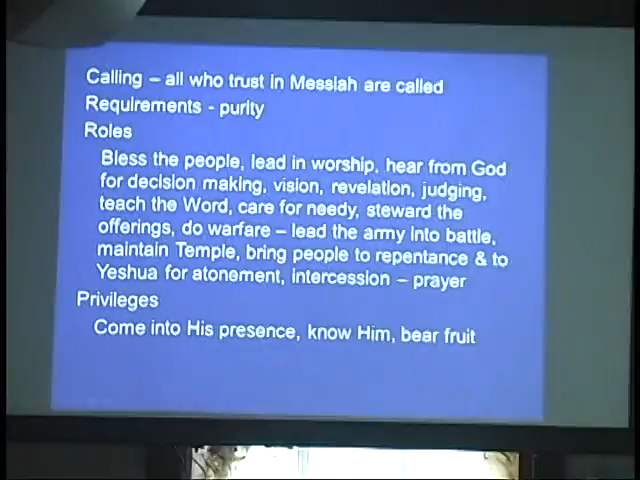 Calling – all who trust in Messiah are called
Requirements - purity
Roles
Bless the people, lead in worship, hear from God
for decision making, vision, revelation, judging,
teach the Word, care for needy, steward the
offerings, do warfare – lead the army into battle,
maintain Temple, bring people to repentance & to
Yeshua for atonement, intercession – prayer
Privileges
Come into His presence, know Him, bear fruit